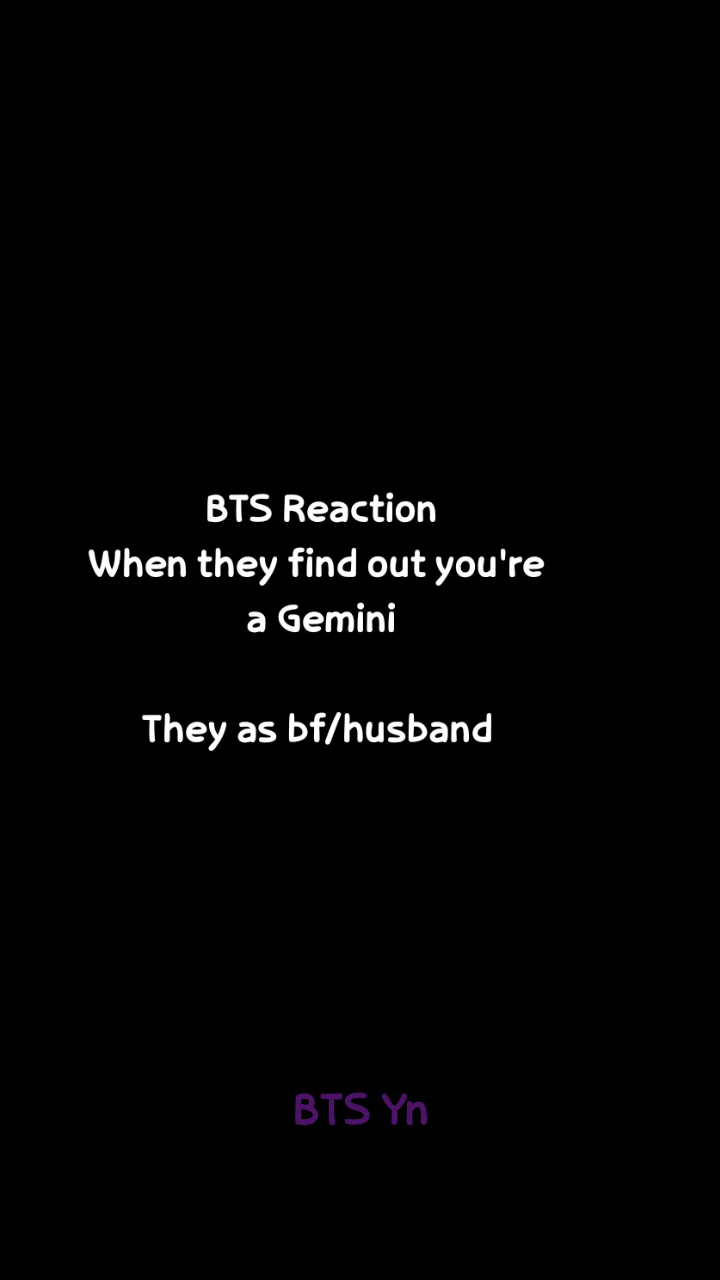 BTS Reaction
When they find out you're
a Gemini
They as bf/husband
BTS Yn